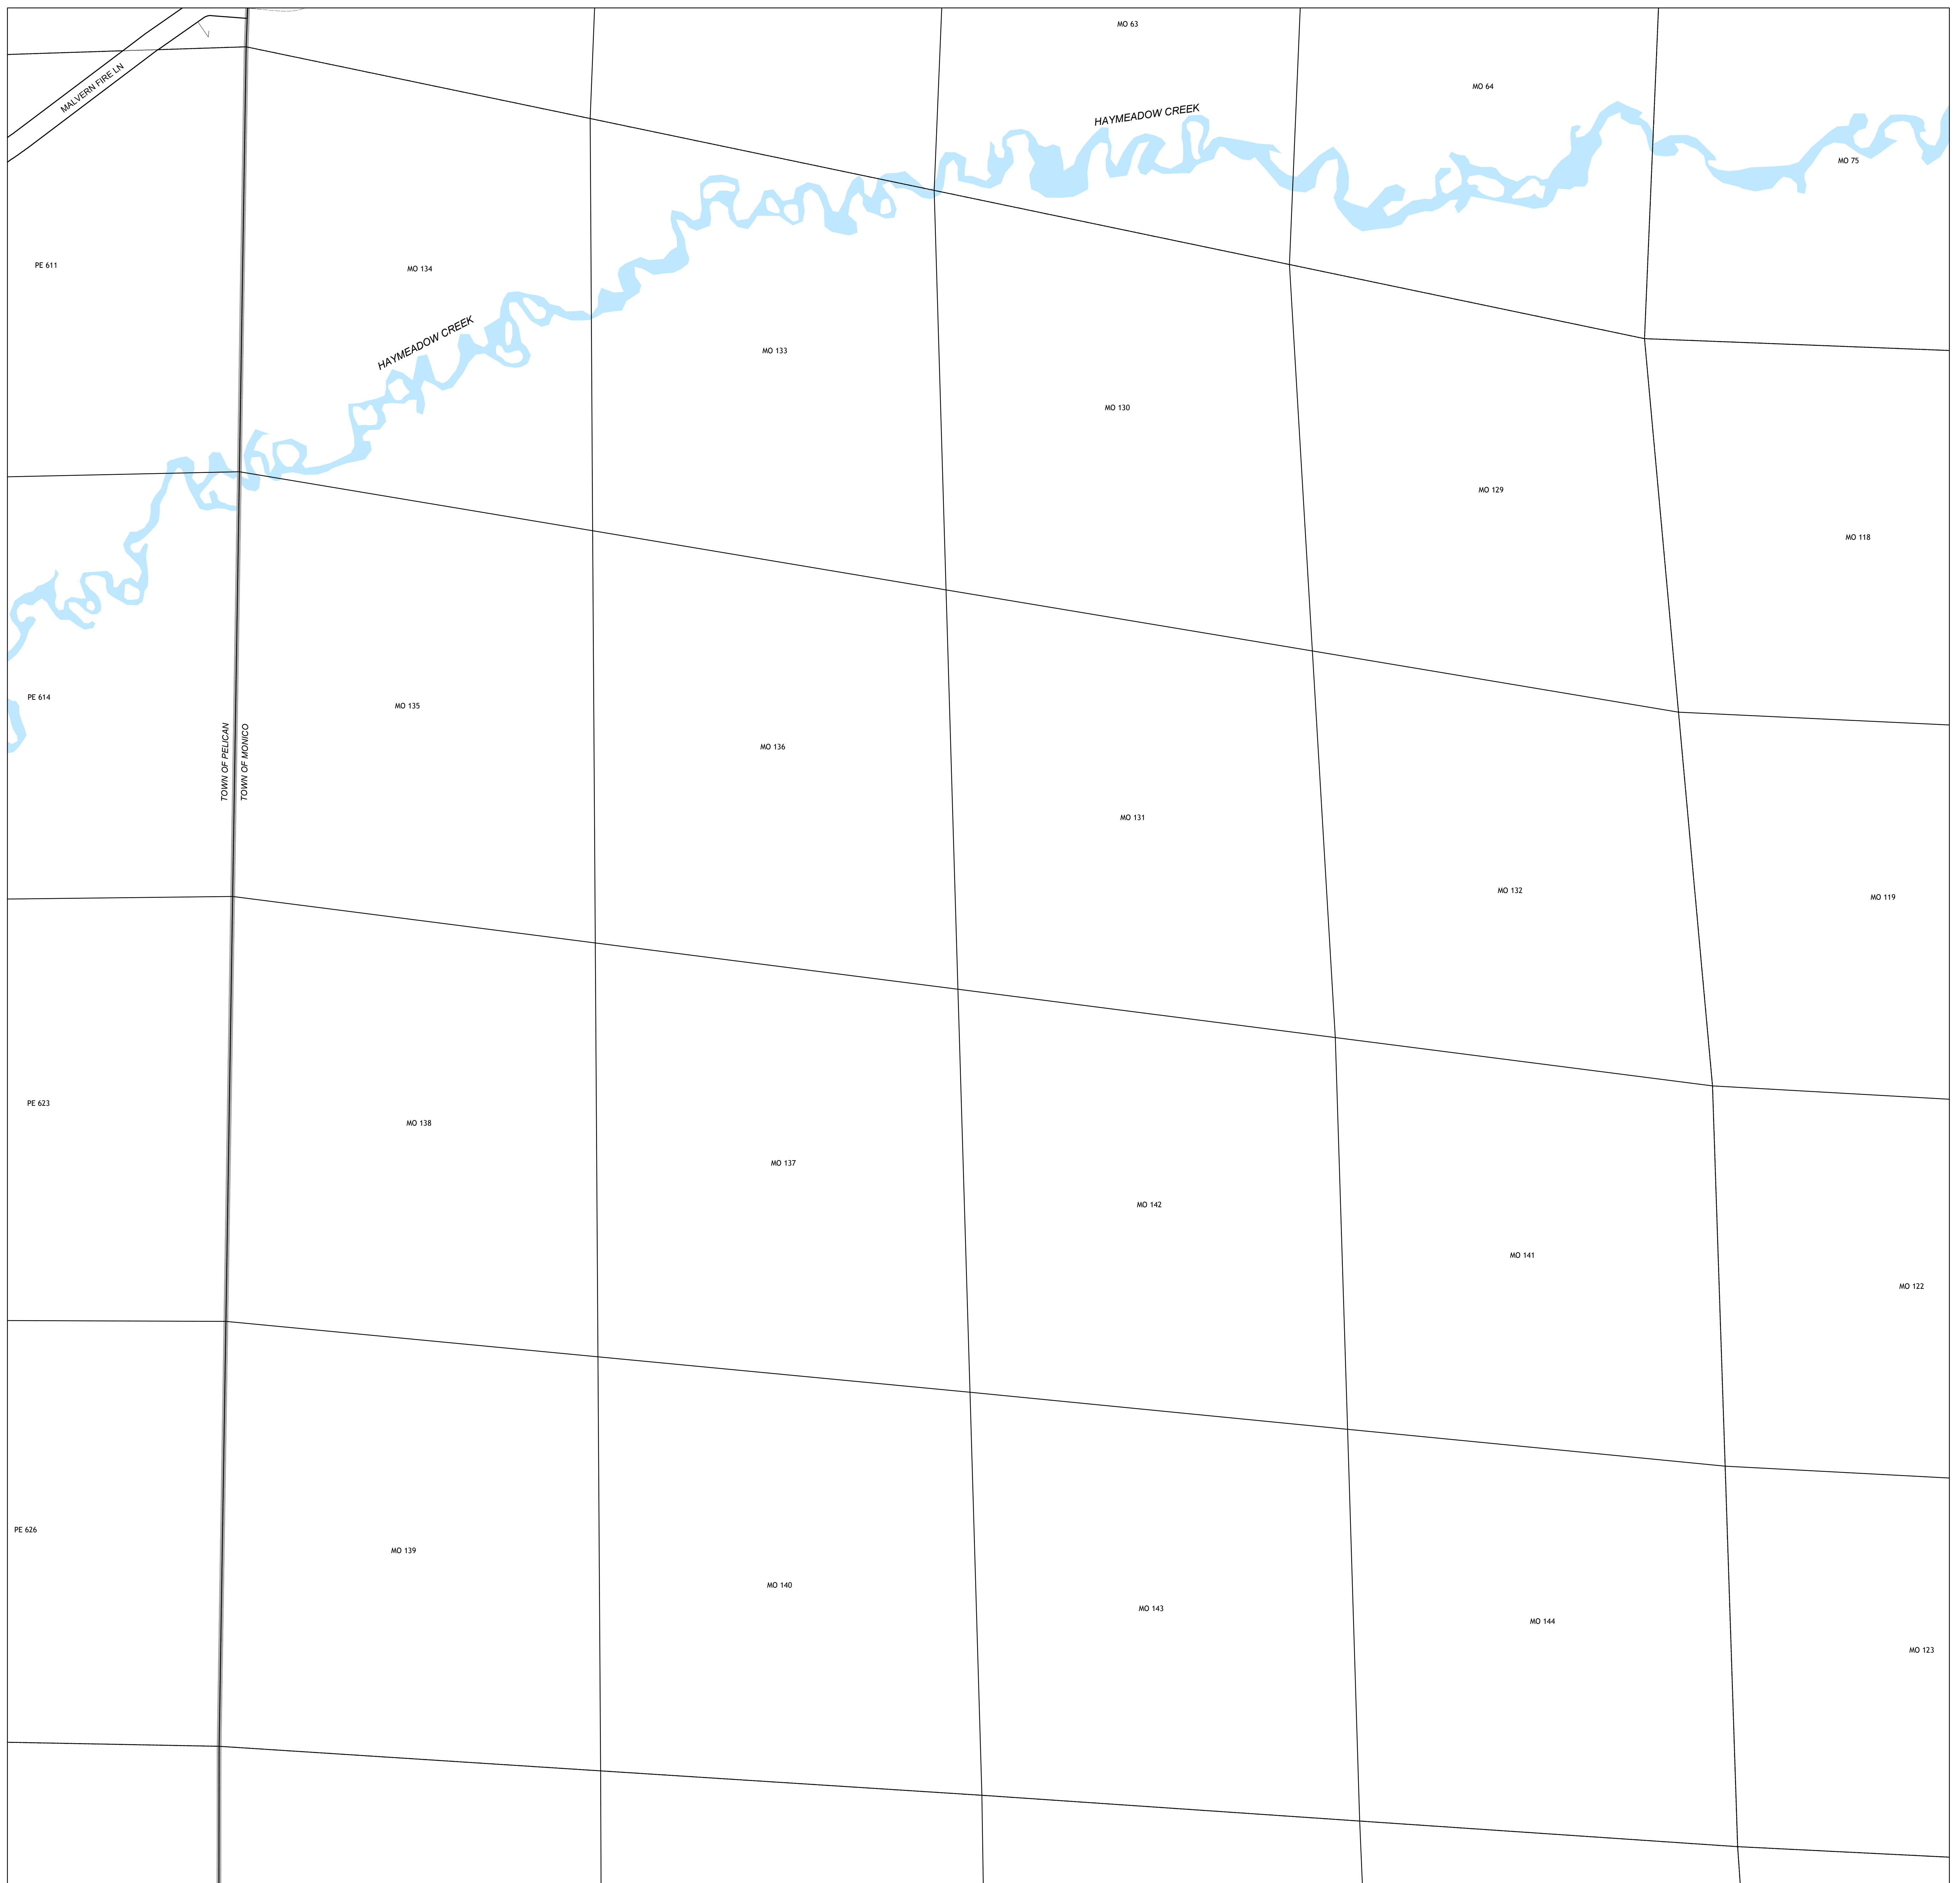 MO 63
MO 64
MALVERN FIRE LN
HAYMEADOW CREEK
MO 75
PE 611
MO 134
HAYMEADOW CREEK
MO 133
MO 130
MO 129
MO 118
PE 614
MO 135
MO 136
TOWN OF PELICAN
TOWN OF MONICO
MO 131
MO 132
MO 119
PE 623
MO 138
MO 137
MO 142
MO 141
MO 122
PE 626
MO 139
MO 140
MO 143
MO 144
MO 123